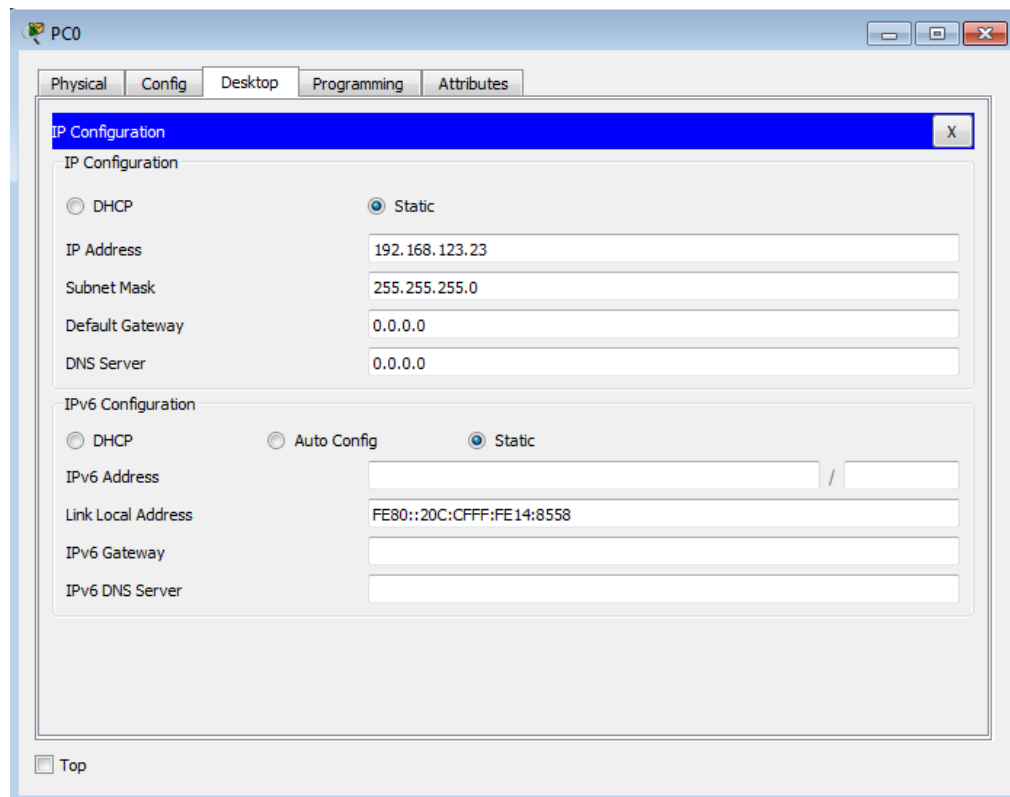 PC0
Physical Config Desktop Programming Attributes
IP Configuration X
IP Configuration
DHCP Static
IP Address 192.168.123.23
Subnet Mask 255.255.255.0
Default Gateway 0.0.0.0
DNS Server 0.0.0.0
IPv6 Configuration
DHCP Auto Config Static
IPv6 Address /
Link Local Address FE80::20C:CFFF:FE14:8558
IPv6 Gateway
IPv6 DNS Server
Top